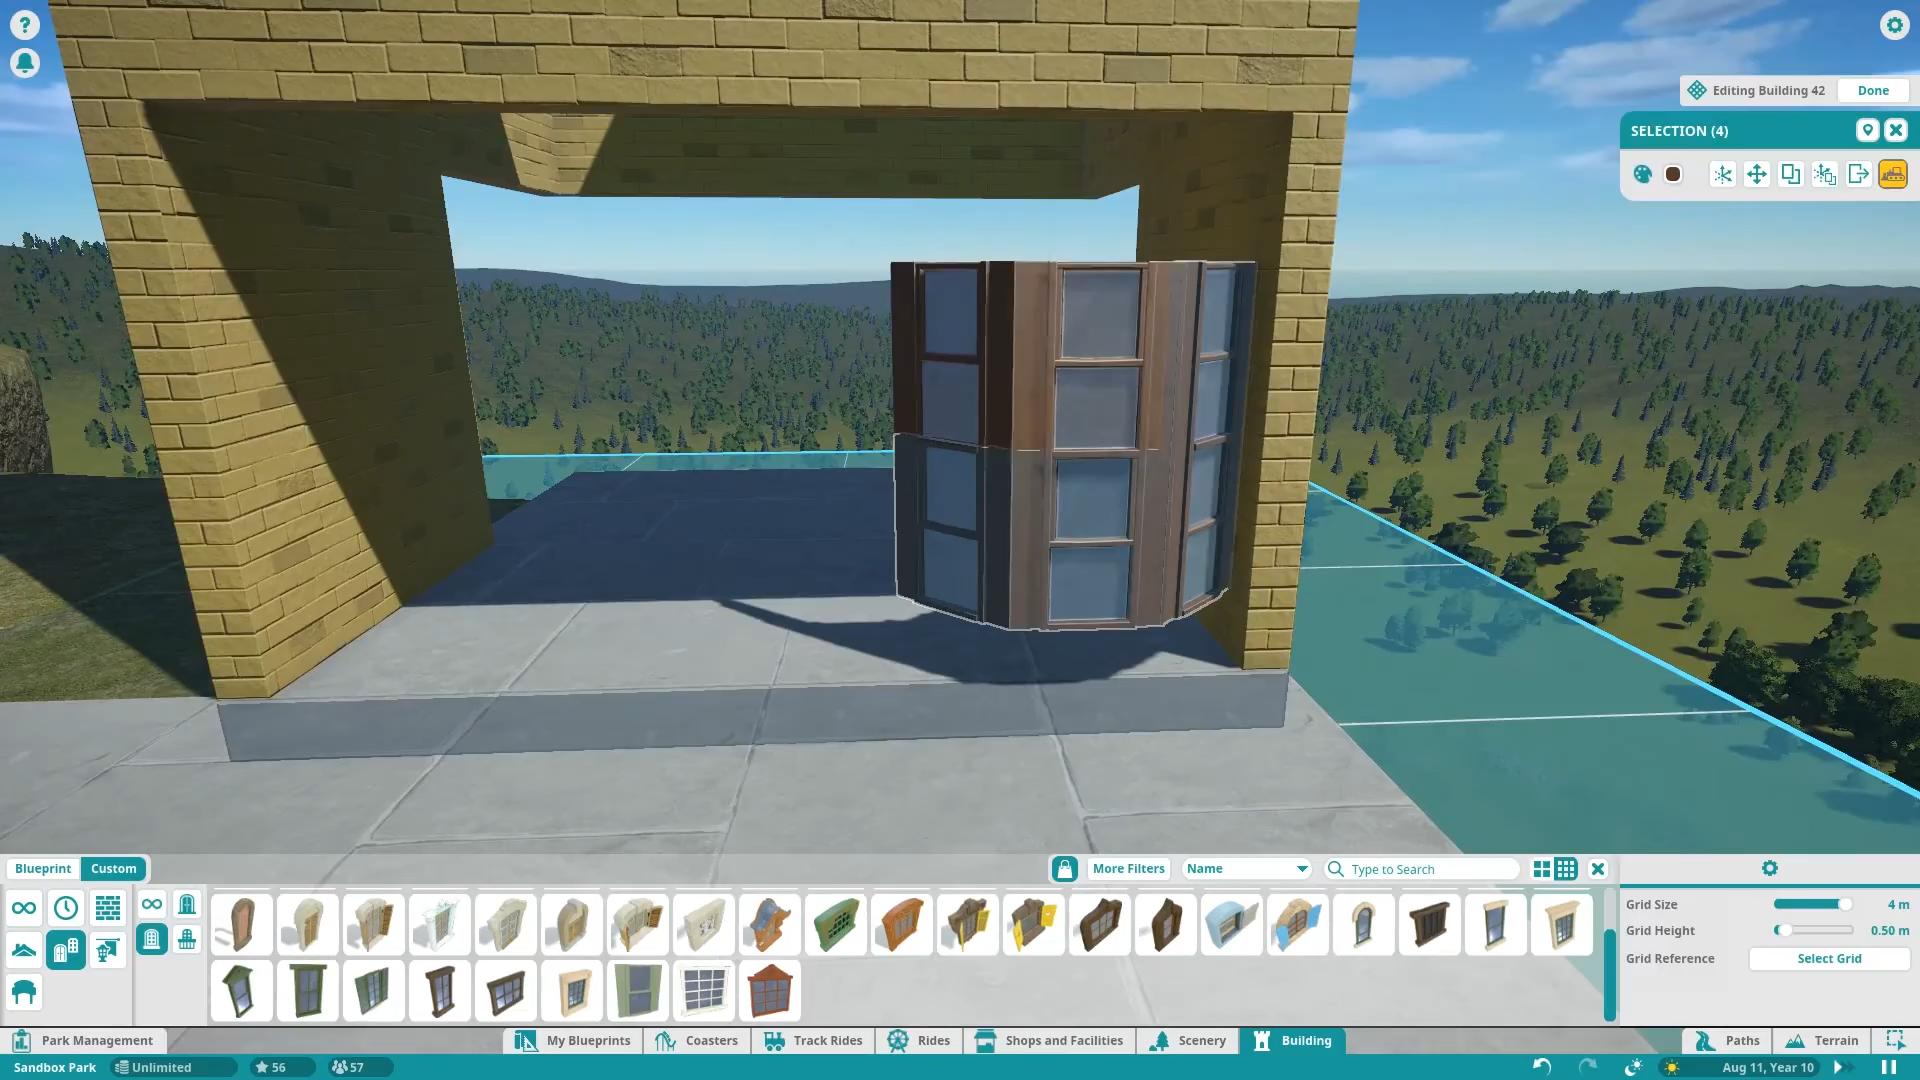 ?
Editing Building 42
Done
SELECTION (4)
Blueprint
Custom
More Filters
Name
Type to Search
Grid Size
4 m
Grid Height
0.50 m
Grid Reference
Select Grid
Park Management
My Blueprints
Coasters
Track Rides
Rides
Shops and Facilities
Scenery
Building
Paths
Terrain
Sandbox Park
Unlimited
56
57
Aug 11, Year 10